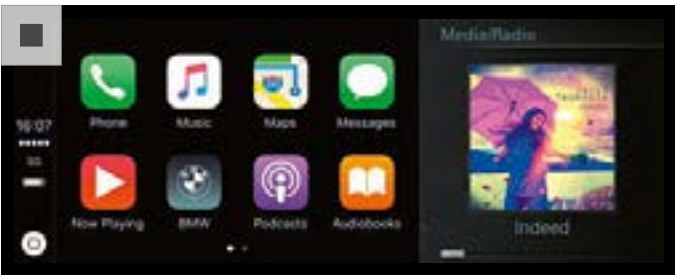 Media/Radio
16:07
Phone
Music
Maps
Messages
Now Playing
BMW
Podcasts
Audiobooks
Indeed